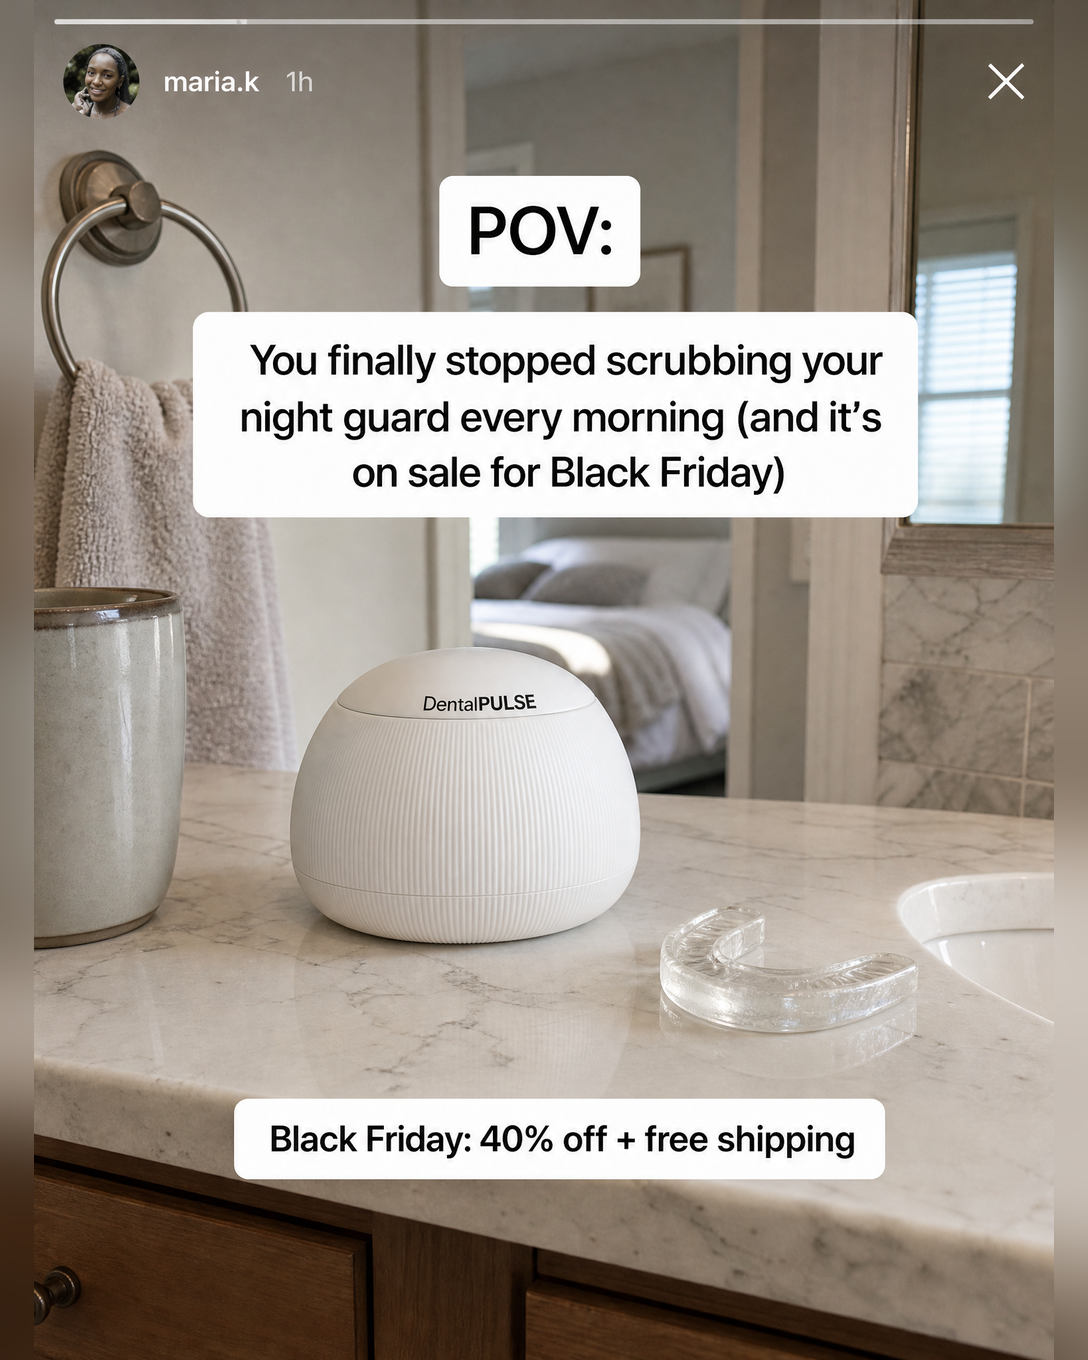 maria.k 1h
POV:
You finally stopped scrubbing your
night guard every morning (and it’s
on sale for Black Friday)
DentalPULSE
Black Friday: 40% off + free shipping